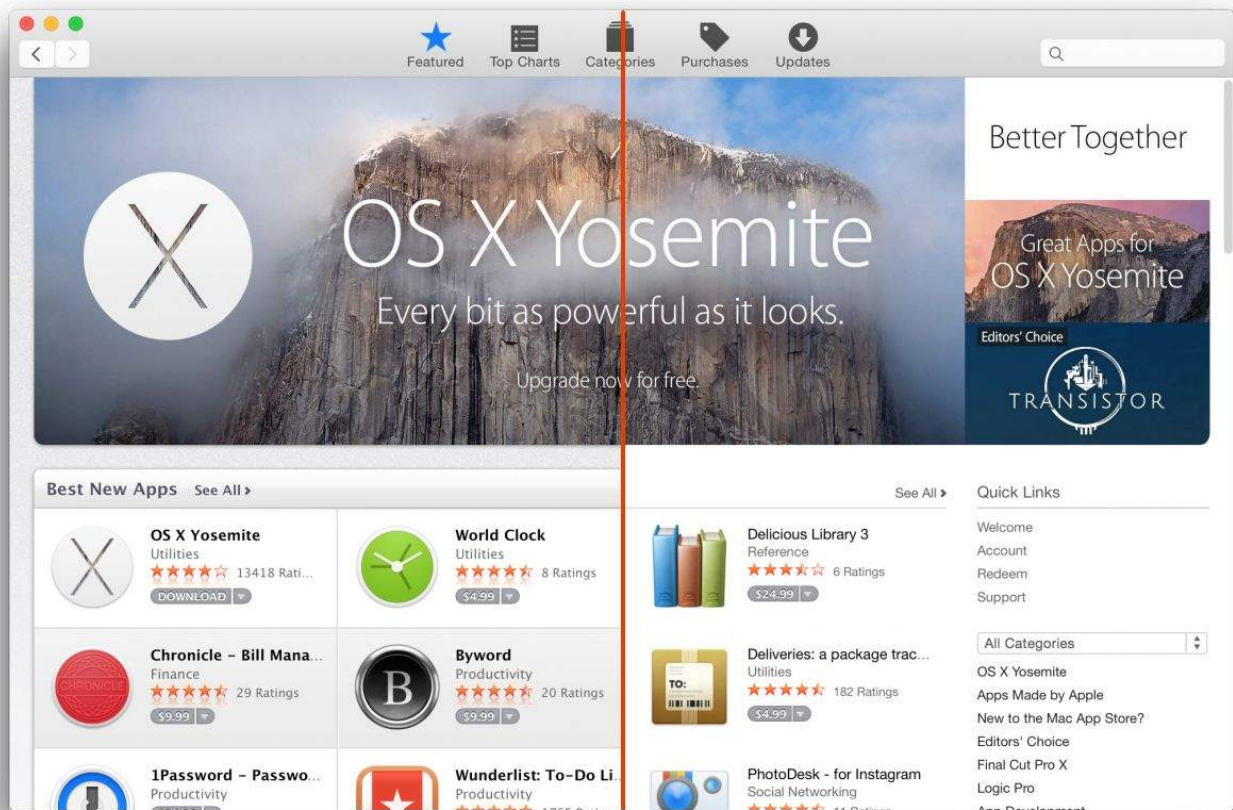 Featured Top Charts Categories Purchases Updates
OS X Yosemite
Every bit as powerful as it looks.
Upgrade now for free.
Better Together
Great Apps for
OS X Yosemite
Editors' Choice
TRANSISTOR
Best New Apps See All >
See All >
OS X Yosemite
Utilities
13418 Rati...
DOWNLOAD
World Clock
Utilities
8 Ratings
$4.99
Delicious Library 3
Reference
6 Ratings
$24.99
Chronicle – Bill Mana...
Finance
CHRONICLE
29 Ratings
$9.99
Byword
Productivity
B
20 Ratings
$9.99
Deliveries: a package trac...
Utilities
TO:
182 Ratings
$4.99
1Password – Passwo...
Productivity
Wunderlist: To-Do Li...
Productivity
PhotoDesk - for Instagram
Social Networking
11 Ratings
Quick Links
Welcome
Account
Redeem
Support
All Categories
OS X Yosemite
Apps Made by Apple
New to the Mac App Store?
Editors' Choice
Final Cut Pro X
Logic Pro
App Development